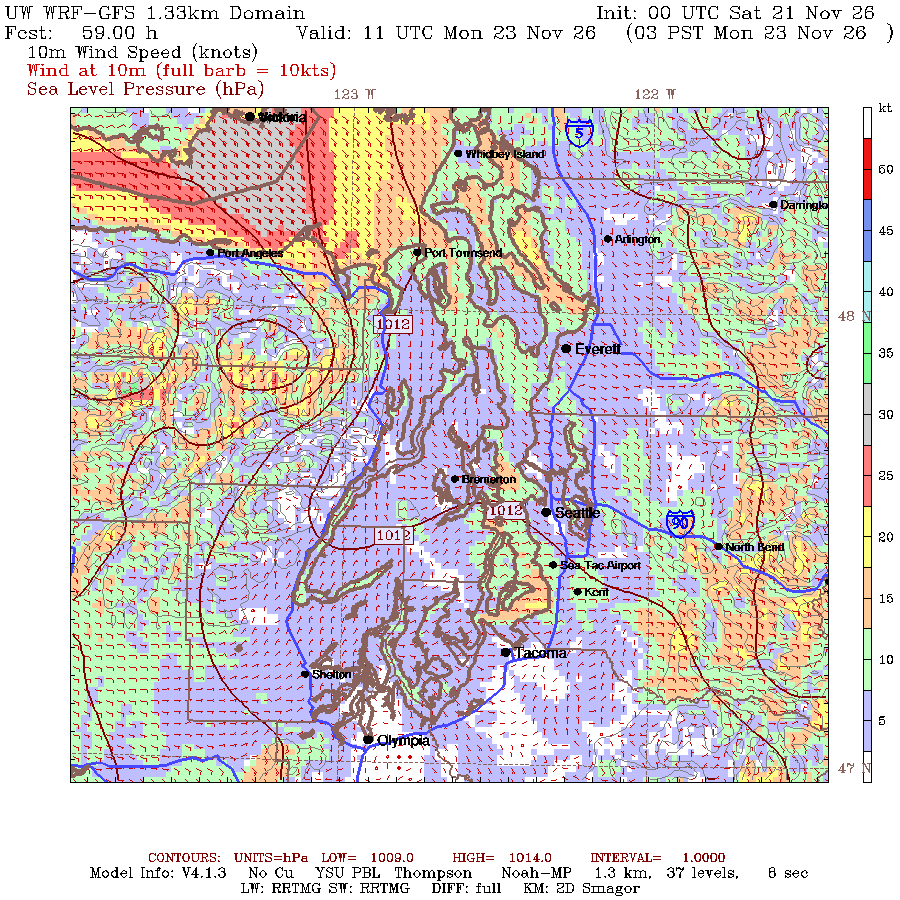 UW WRF-GFS 1.33km Domain Init: 00 UTC Sat 21 Nov 26
Fcst: 59.00 h Valid: 11 UTC Mon 23 Nov 26 (03 PST Mon 23 Nov 26 )
10m Wind Speed (knots)
Wind at 10m (full barb = 10kts)
Sea Level Pressure (hPa)
123 W 122 W
kt
Victoria
5
Whidbey Island
60
Darringto
45
Arlington
Port Angeles
Port Townsend
40
48 N
1012
Everett
35
30
25
Bremerton
1012
Seattle
90
20
1012
North Bend
Sea Tac Airport
Kent
15
Tacoma
10
Shelton
5
Olympia
47 N
CONTOURS: UNITS=hPa LOW= 1009.0 HIGH= 1014.0 INTERVAL= 1.0000
Model Info: V4.1.3 No Cu YSU PBL Thompson Noah-MP 1.3 km, 37 levels, 8 sec
LW: RRTMG SW: RRTMG DIFF: full KM: 2D Smagor